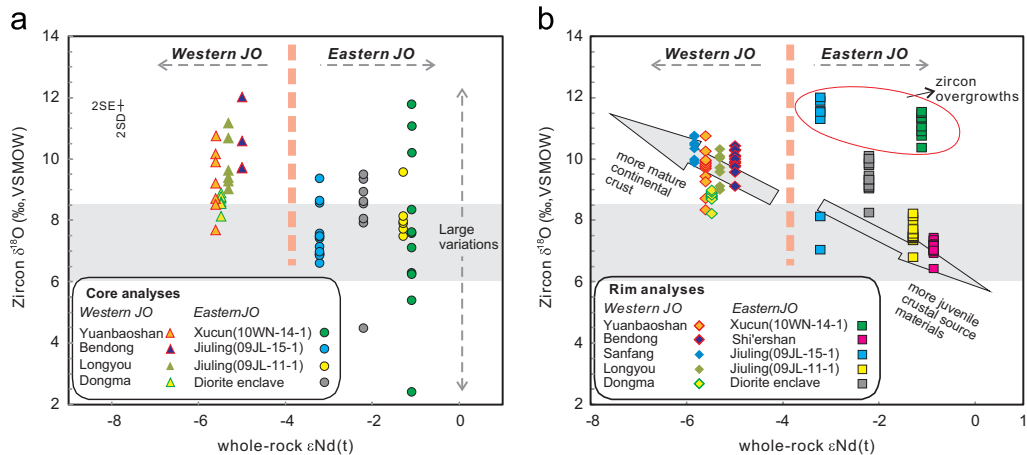 a
Zircon δ¹⁸O (‰, VSMOW)
14
12
10
8
6
4
2
Western JO
Eastern JO
2SE
2SD
Large
variations
Core analyses
Western JO
EasternJO
Yuanbaoshan
Xucun(10WN-14-1)
Bendong
Jiuling(09JL-15-1)
Longyou
Jiuling(09JL-11-1)
Dongma
Diorite enclave
-8
-6
-4
-2
0
whole-rock εNd(t)
b
Zircon δ¹⁸O (‰, VSMOW)
14
12
10
8
6
4
2
Western JO
Eastern JO
zircon
overgrowths
more mature
continental
crust
more juvenile
crustal source
materials
Rim analyses
Western JO
EasternJO
Yuanbaoshan
Xucun(10WN-14-1)
Bendong
Shi'ershan
Sanfang
Jiuling(09JL-15-1)
Longyou
Jiuling(09JL-11-1)
Dongma
Diorite enclave
-9
-7
-5
-3
-1
1
whole-rock εNd(t)